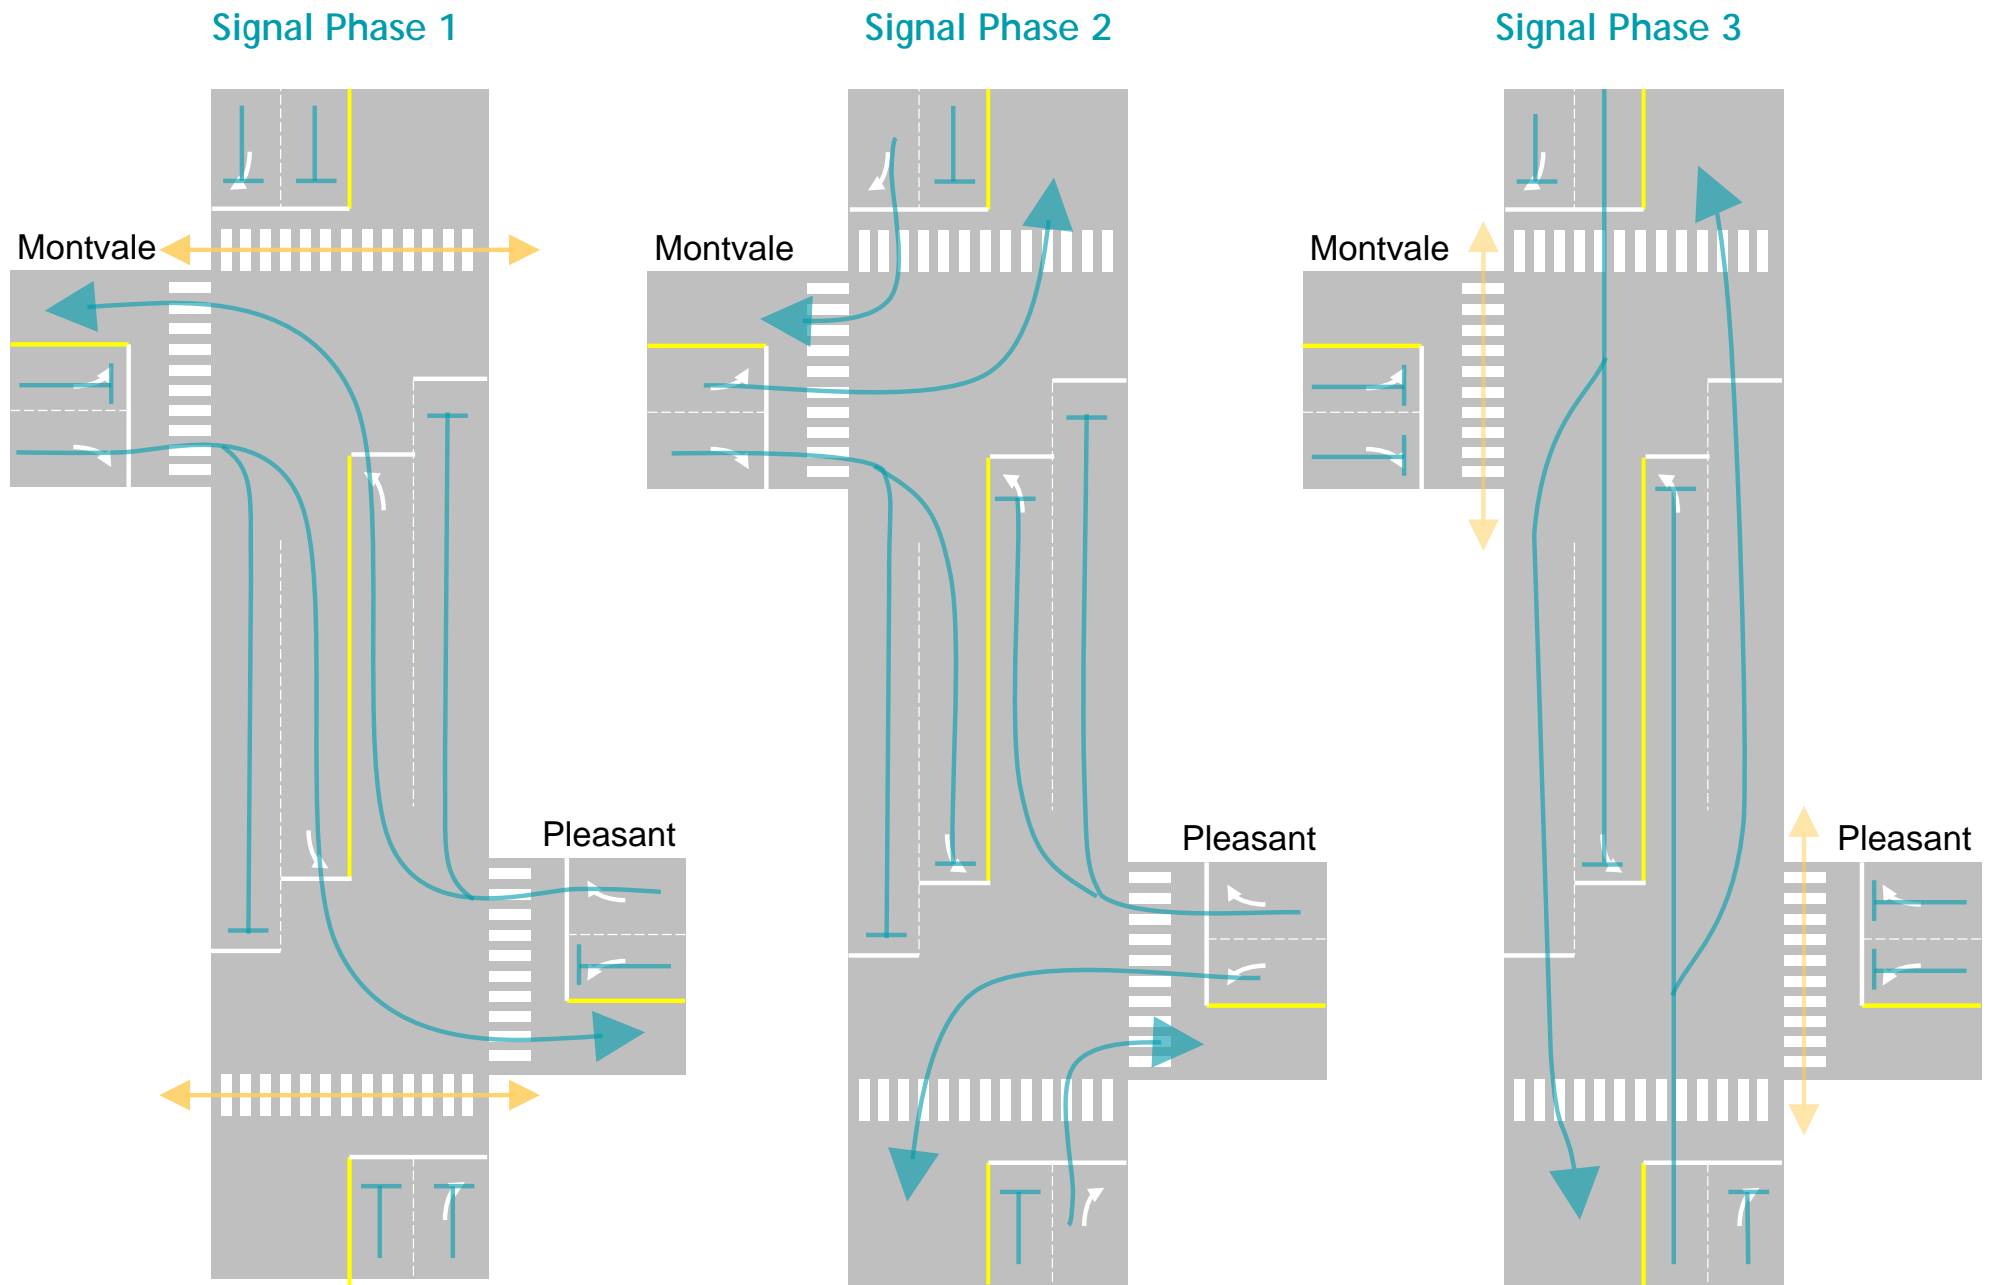 Signal Phase 1
Signal Phase 2
Signal Phase 3
Montvale
Montvale
Montvale
Pleasant
Pleasant
Pleasant